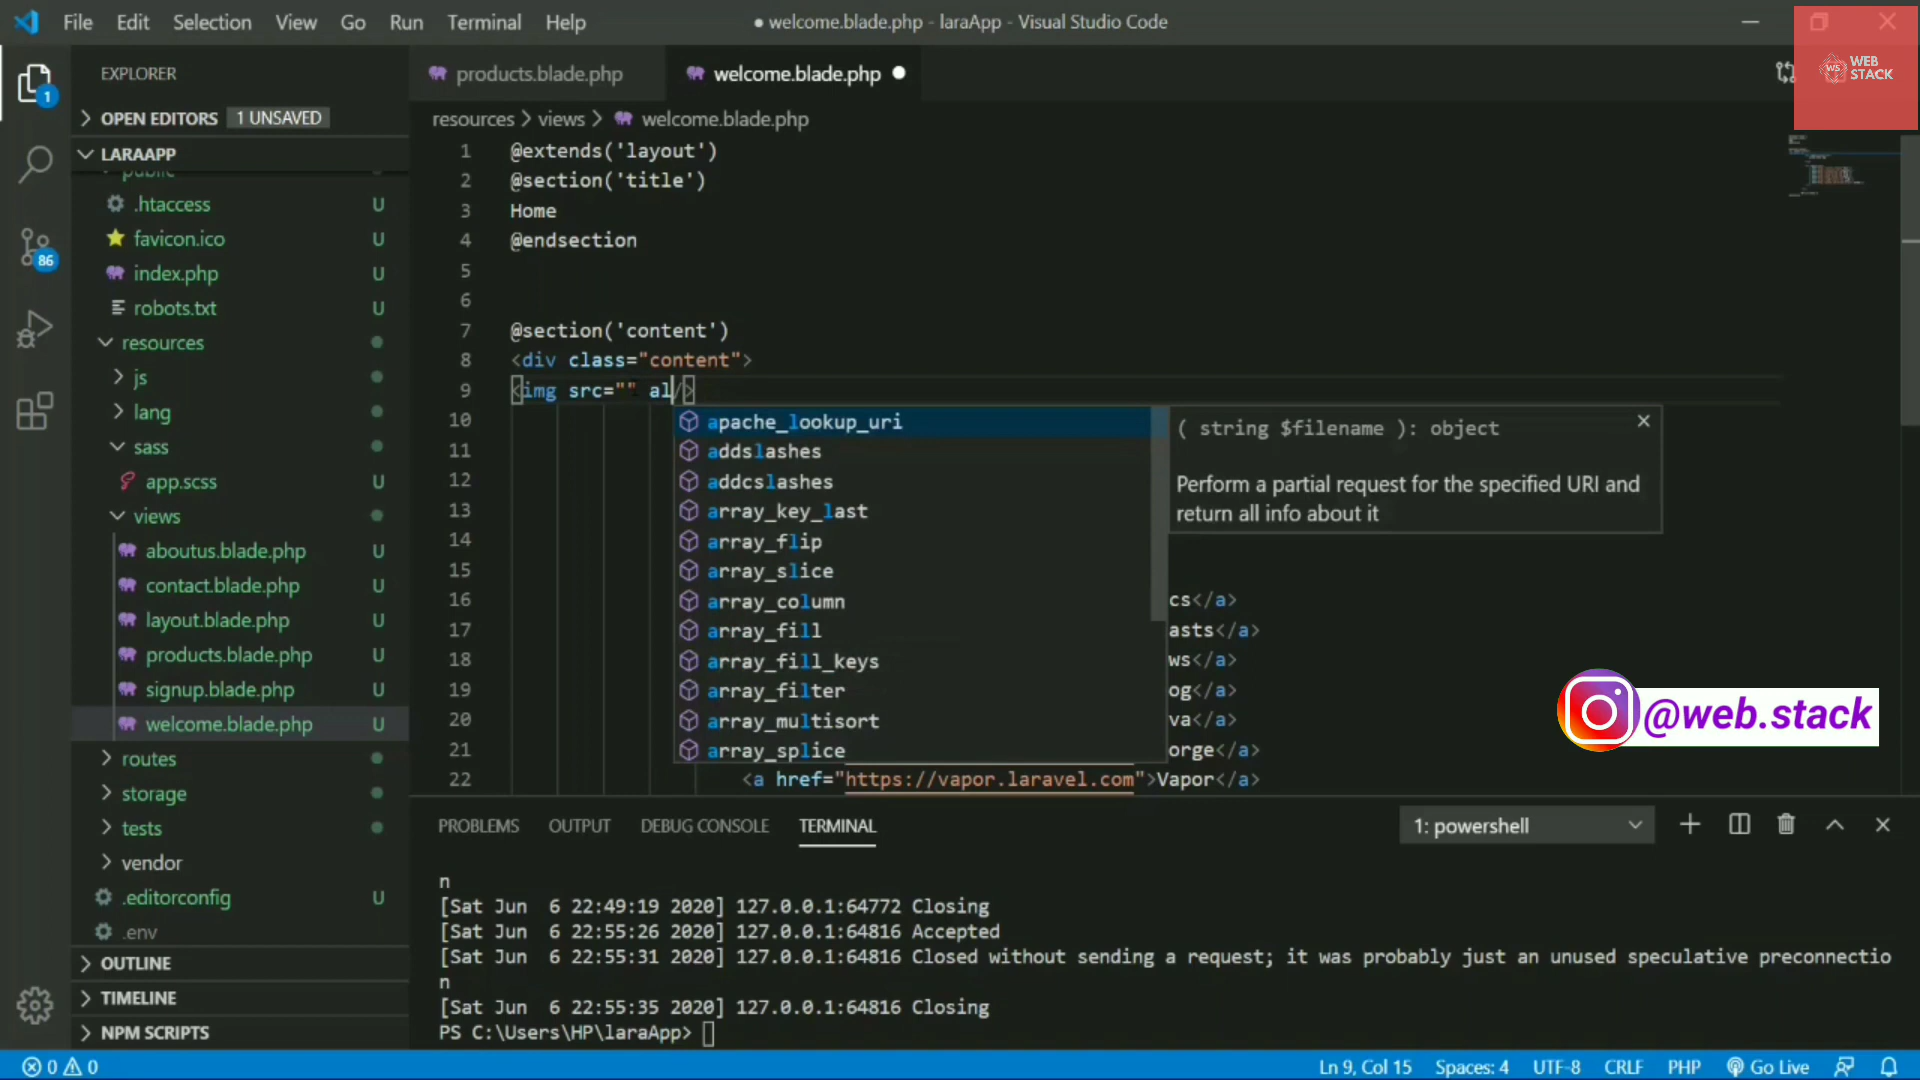 File Edit Selection View Go Run Terminal Help
● welcome.blade.php - laraApp - Visual Studio Code
WS WEB STACK
EXPLORER
1
OPEN EDITORS 1 UNSAVED
LARAAPP
public
.htaccess U
favicon.ico U
index.php U
robots.txt U
resources
js
lang
sass
app.scss U
views
aboutus.blade.php U
contact.blade.php U
layout.blade.php U
products.blade.php U
signup.blade.php U
welcome.blade.php U
routes
storage
tests
vendor
.editorconfig U
.env
OUTLINE
TIMELINE
NPM SCRIPTS
86
products.blade.php
welcome.blade.php
resources > views > welcome.blade.php
1 @extends('layout')
2 @section('title')
3 Home
4 @endsection
5
6
7 @section('content')
8 <div class="content">
9 <img src="" al/>
10
11
12
13
14
15
16 cs</a>
17 asts</a>
18 ws</a>
19 og</a>
20 va</a>
21 orge</a>
22 <a href="https://vapor.laravel.com">Vapor</a>
apache_lookup_uri
addslashes
addcslashes
array_key_last
array_flip
array_slice
array_column
array_fill
array_fill_keys
array_filter
array_multisort
array_splice
( string $filename ): object
Perform a partial request for the specified URI and
return all info about it
@web.stack
PROBLEMS OUTPUT DEBUG CONSOLE TERMINAL
1: powershell
n
[Sat Jun  6 22:49:19 2020] 127.0.0.1:64772 Closing
[Sat Jun  6 22:55:26 2020] 127.0.0.1:64816 Accepted
[Sat Jun  6 22:55:31 2020] 127.0.0.1:64816 Closed without sending a request; it was probably just an unused speculative preconnectio
n
[Sat Jun  6 22:55:35 2020] 127.0.0.1:64816 Closing
PS C:\Users\HP\laraApp>
0 0
Ln 9, Col 15 Spaces: 4 UTF-8 CRLF PHP Go Live